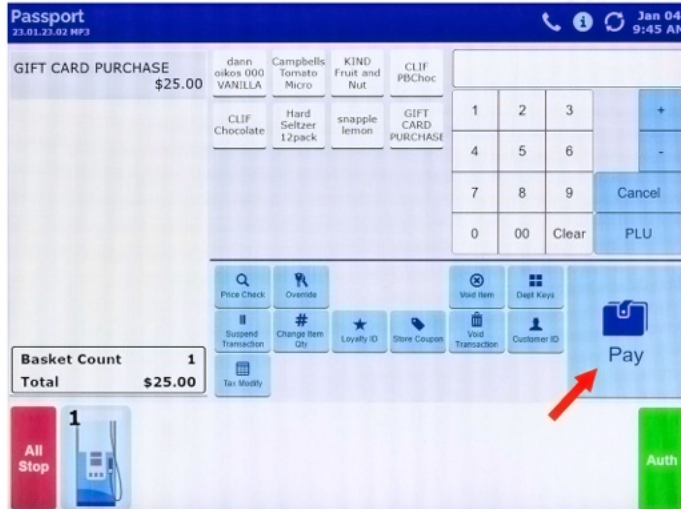 Passport
23.01.23.02 MP3
Jan 04
9:45 AM
GIFT CARD PURCHASE
$25.00
dann
oikos 000
VANILLA
Campbells
Tomato
Micro
KIND
Fruit and
Nut
CLIF
PBChoc
CLIF
Chocolate
Hard
Seltzer
12pack
snapple
lemon
GIFT
CARD
PURCHASE
1 2 3 +
4 5 6 -
7 8 9 Cancel
0 00 Clear PLU
Price Check
Override
Void Item
Dept Keys
Suspend
Transaction
Change Item
Qty
Loyalty ID
Store Coupon
Void
Transaction
Customer ID
Tax Modify
Pay
Basket Count 1
Total $25.00
All
Stop
1
Auth